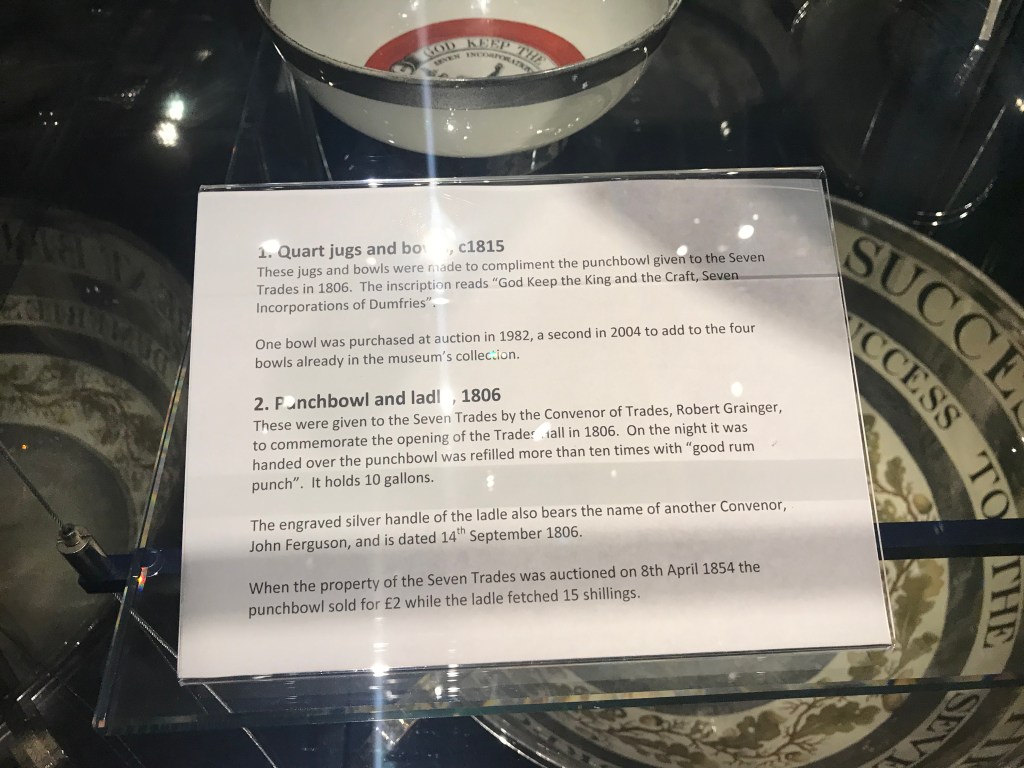 GOD KEEP THE
SEVEN INCORPORATION
1. Quart jugs and , c1815
These jugs and bowls were made to compliment the punchbowl given to the Seven
Trades in 1806. The inscription reads “God Keep the King and the Craft, Seven
Incorporations of Dumfries”.
One bowl was purchased at auction in 1982, a second in 2004 to add to the four
bowls already in the museum’s collection.
2. Punchbowl and ladle, 1806
These were given to the Seven Trades by the Convenor of Trades, Robert Grainger,
to commemorate the opening of the Trades Hall in 1806. On the night it was
handed over the punchbowl was refilled more than ten times with “good rum
punch”. It holds 10 gallons.
The engraved silver handle of the ladle also bears the name of another Convenor,
John Ferguson, and is dated 14th September 1806.
When the property of the Seven Trades was auctioned on 8th April 1854 the
punchbowl sold for £2 while the ladle fetched 15 shillings.
SUCCESS
SUCCESS TO THE
SEVE